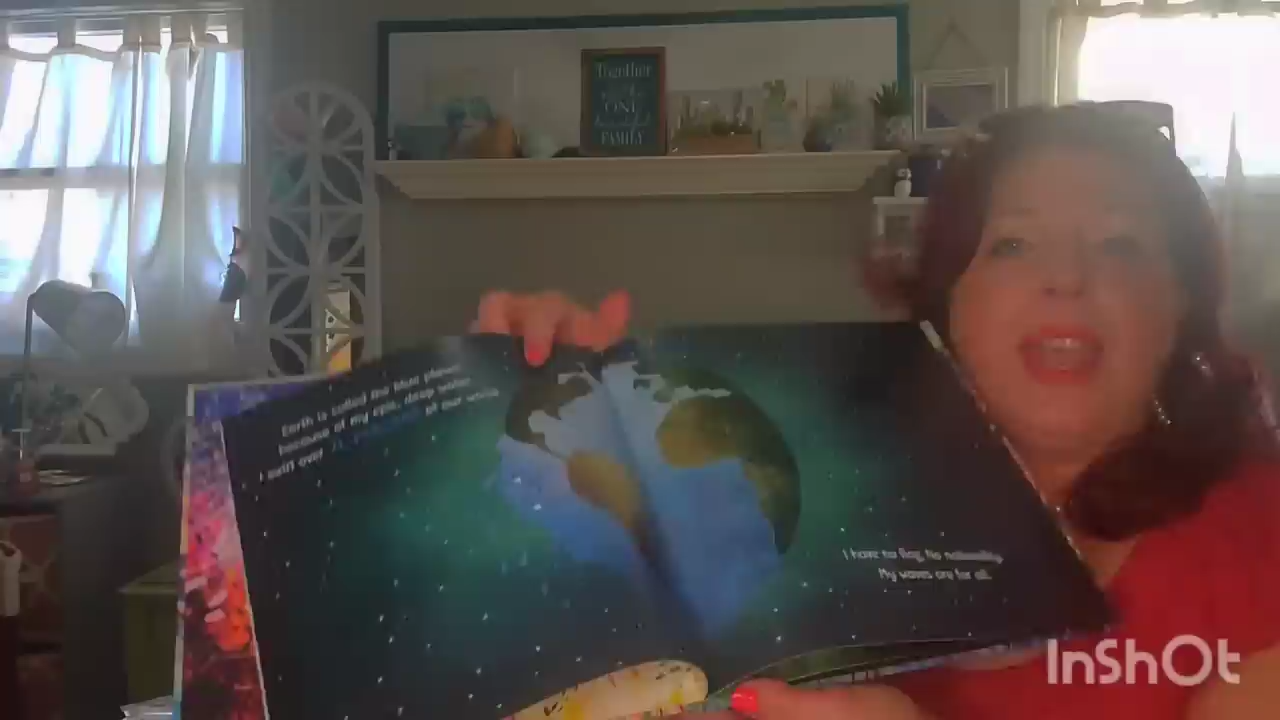 Together
ONE
FAMILY
Earth is called the blue planet
because of my epic, deep water.
I swirl over of our world
I have no flag. No nationality.
My waves are for all.
InShOt